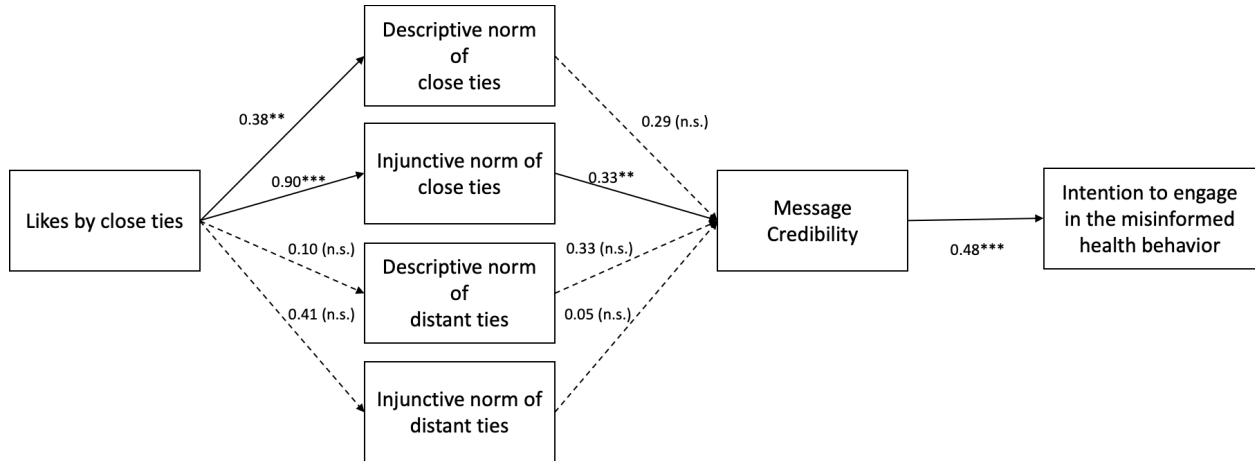 Descriptive norm
of
close ties
0.38**
0.29 (n.s.)
Injunctive norm of
close ties
0.90***
0.33**
Likes by close ties
Message
Credibility
Intention to engage
in the misinformed
health behavior
0.48***
0.10 (n.s.)
0.33 (n.s.)
Descriptive norm
of
distant ties
0.41 (n.s.)
0.05 (n.s.)
Injunctive norm of
distant ties